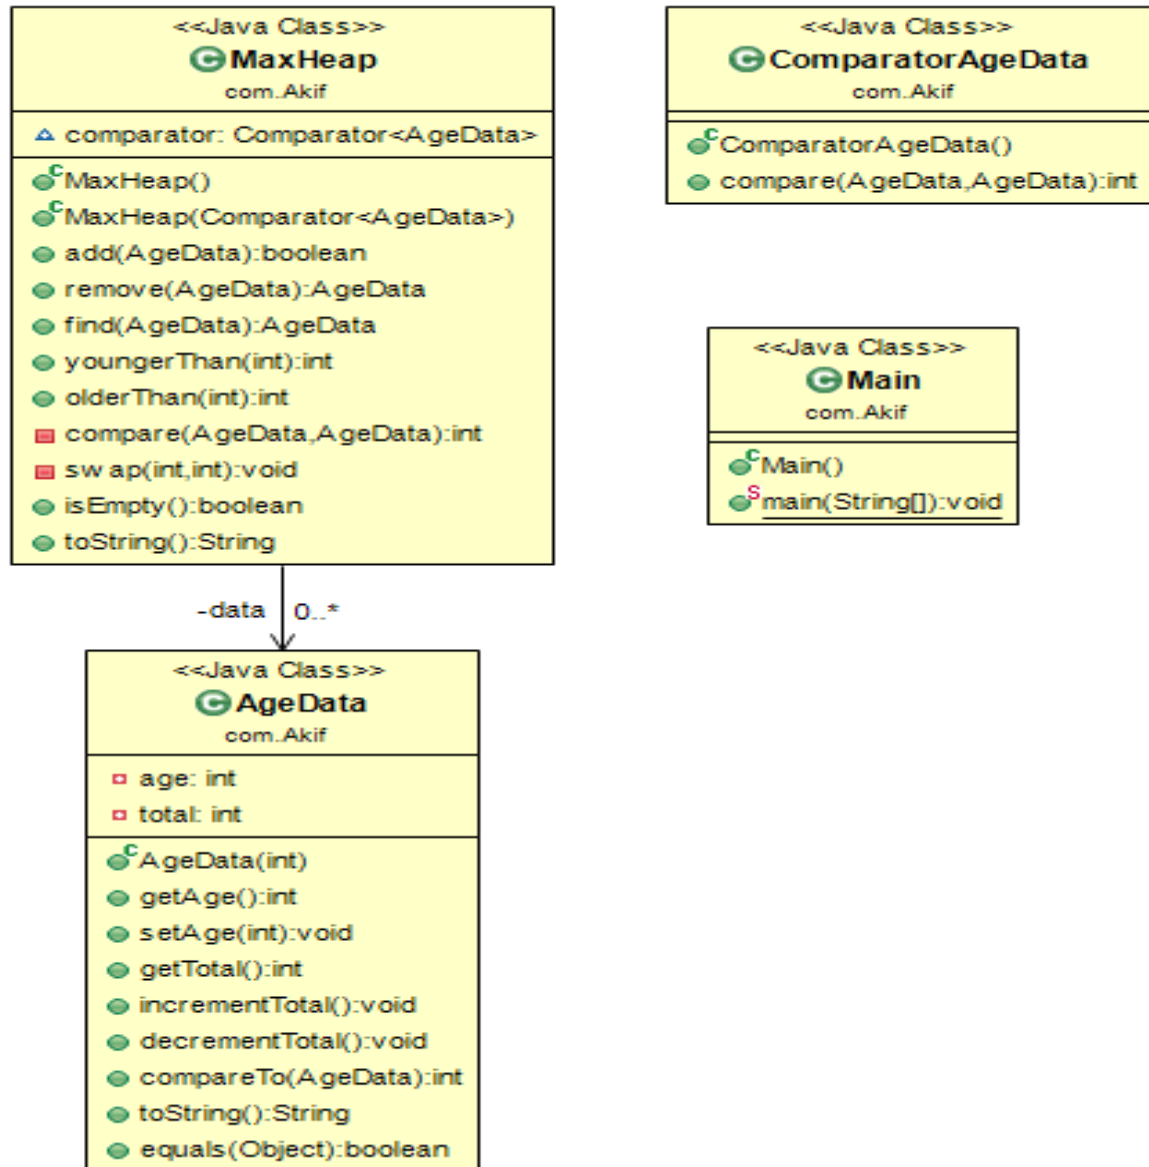 <<Java Class>>
MaxHeap
com.Akif
comparator: Comparator<AgeData>
MaxHeap()
MaxHeap(Comparator<AgeData>)
add(AgeData):boolean
remove(AgeData):AgeData
find(AgeData):AgeData
youngerThan(int):int
olderThan(int):int
compare(AgeData,AgeData):int
swap(int,int):void
isEmpty():boolean
toString():String
-data 0..*
<<Java Class>>
AgeData
com.Akif
age: int
total: int
AgeData(int)
getAge():int
setAge(int):void
getTotal():int
incrementTotal():void
decrementTotal():void
compareTo(AgeData):int
toString():String
equals(Object):boolean
<<Java Class>>
ComparatorAgeData
com.Akif
ComparatorAgeData()
compare(AgeData,AgeData):int
<<Java Class>>
Main
com.Akif
Main()
main(String[]):void